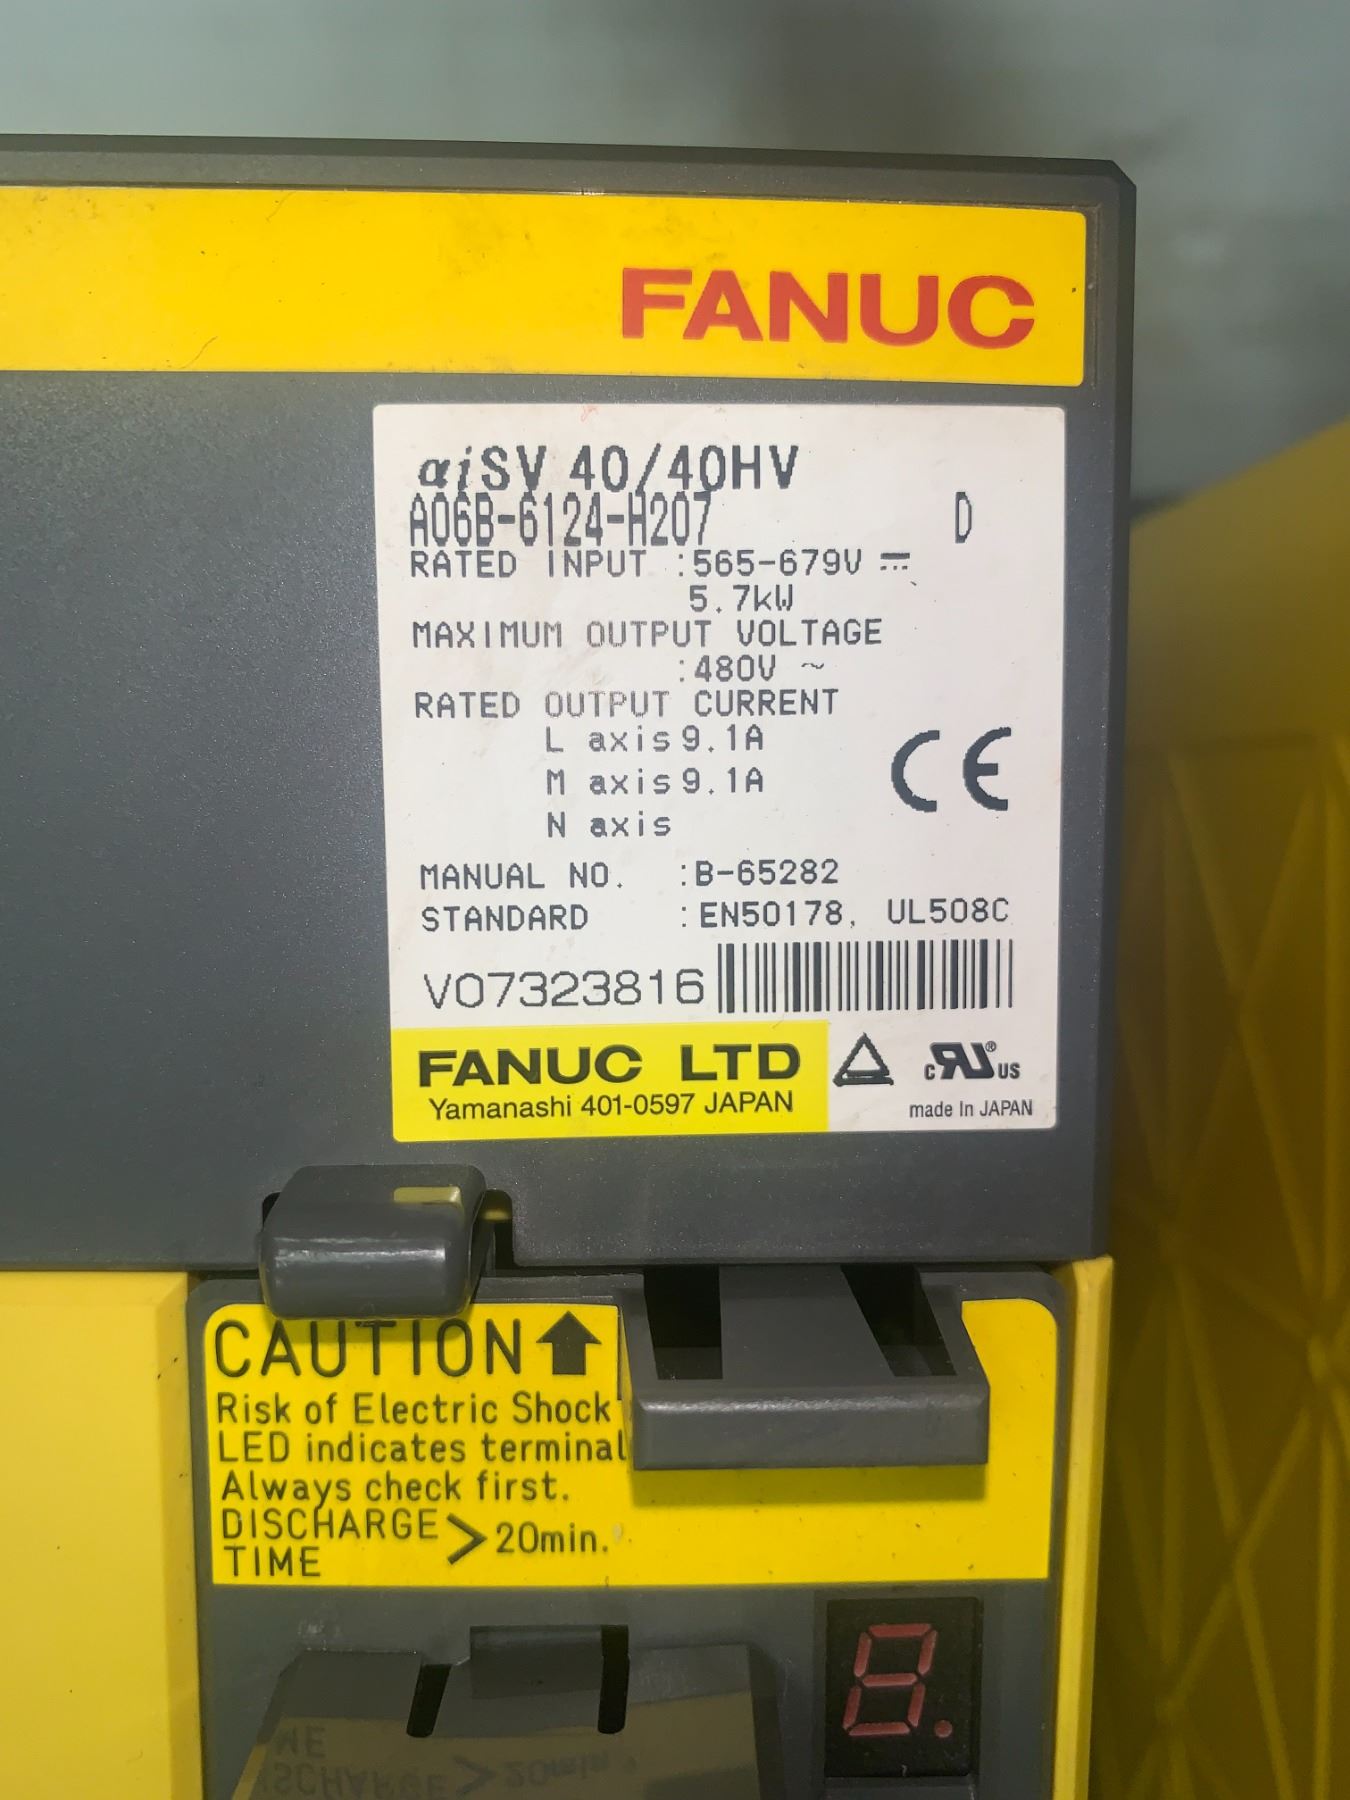 FANUC
αiSV 40/40HV
A06B-6124-H207 D
RATED INPUT :565-679V ⎓
5.7kW
MAXIMUM OUTPUT VOLTAGE
:480V ~
RATED OUTPUT CURRENT
L axis 9.1A
M axis 9.1A
N axis
CE
MANUAL NO. :B-65282
STANDARD :EN50178, UL508C
V07323816
FANUC LTD
Yamanashi 401-0597 JAPAN
c RU ® US
made In JAPAN
CAUTION ↑
Risk of Electric Shock
LED indicates terminal
Always check first.
DISCHARGE TIME > 20min.
8.